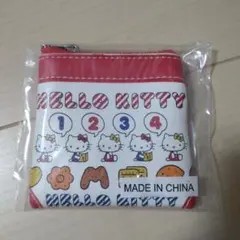 HELLO KITTY
1 2 3 4
MADE IN CHINA
HELLO KITTY